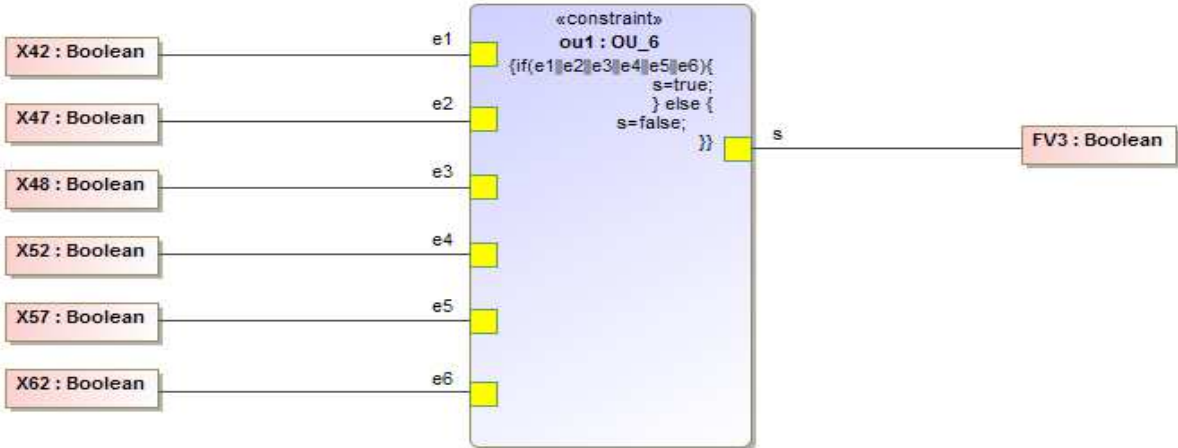 «constraint»
ou1 : OU_6
{if(e1||e2||e3||e4||e5||e6){
s=true;
} else {
s=false;
}}
X42 : Boolean
e1
X47 : Boolean
e2
X48 : Boolean
e3
X52 : Boolean
e4
X57 : Boolean
e5
X62 : Boolean
e6
s
FV3 : Boolean